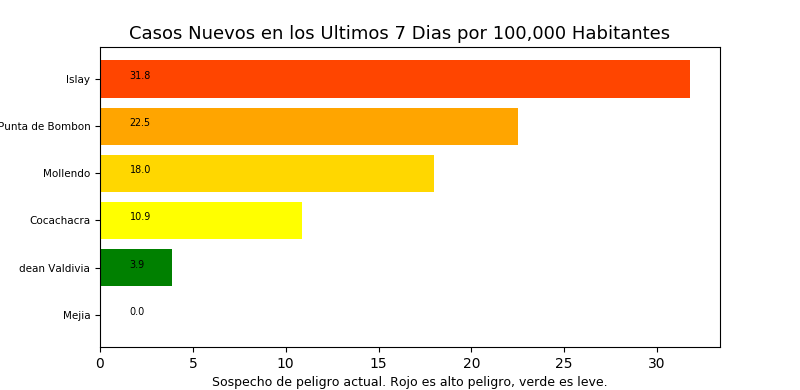 Casos Nuevos en los Ultimos 7 Dias por 100,000 Habitantes
Islay 31.8
Punta de Bombon 22.5
Mollendo 18.0
Cocachacra 10.9
dean Valdivia 3.9
Mejia 0.0
0 5 10 15 20 25 30
Sospecho de peligro actual. Rojo es alto peligro, verde es leve.